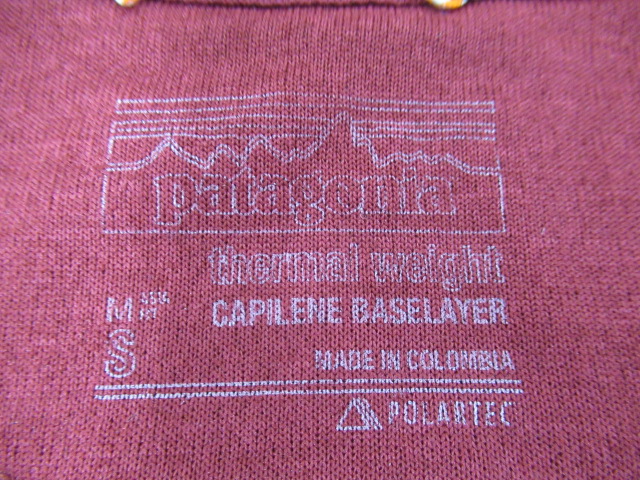 patagonia
thermal weight
M
CAPILENE BASELAYER
S
MADE IN COLOMBIA
POLARTEC